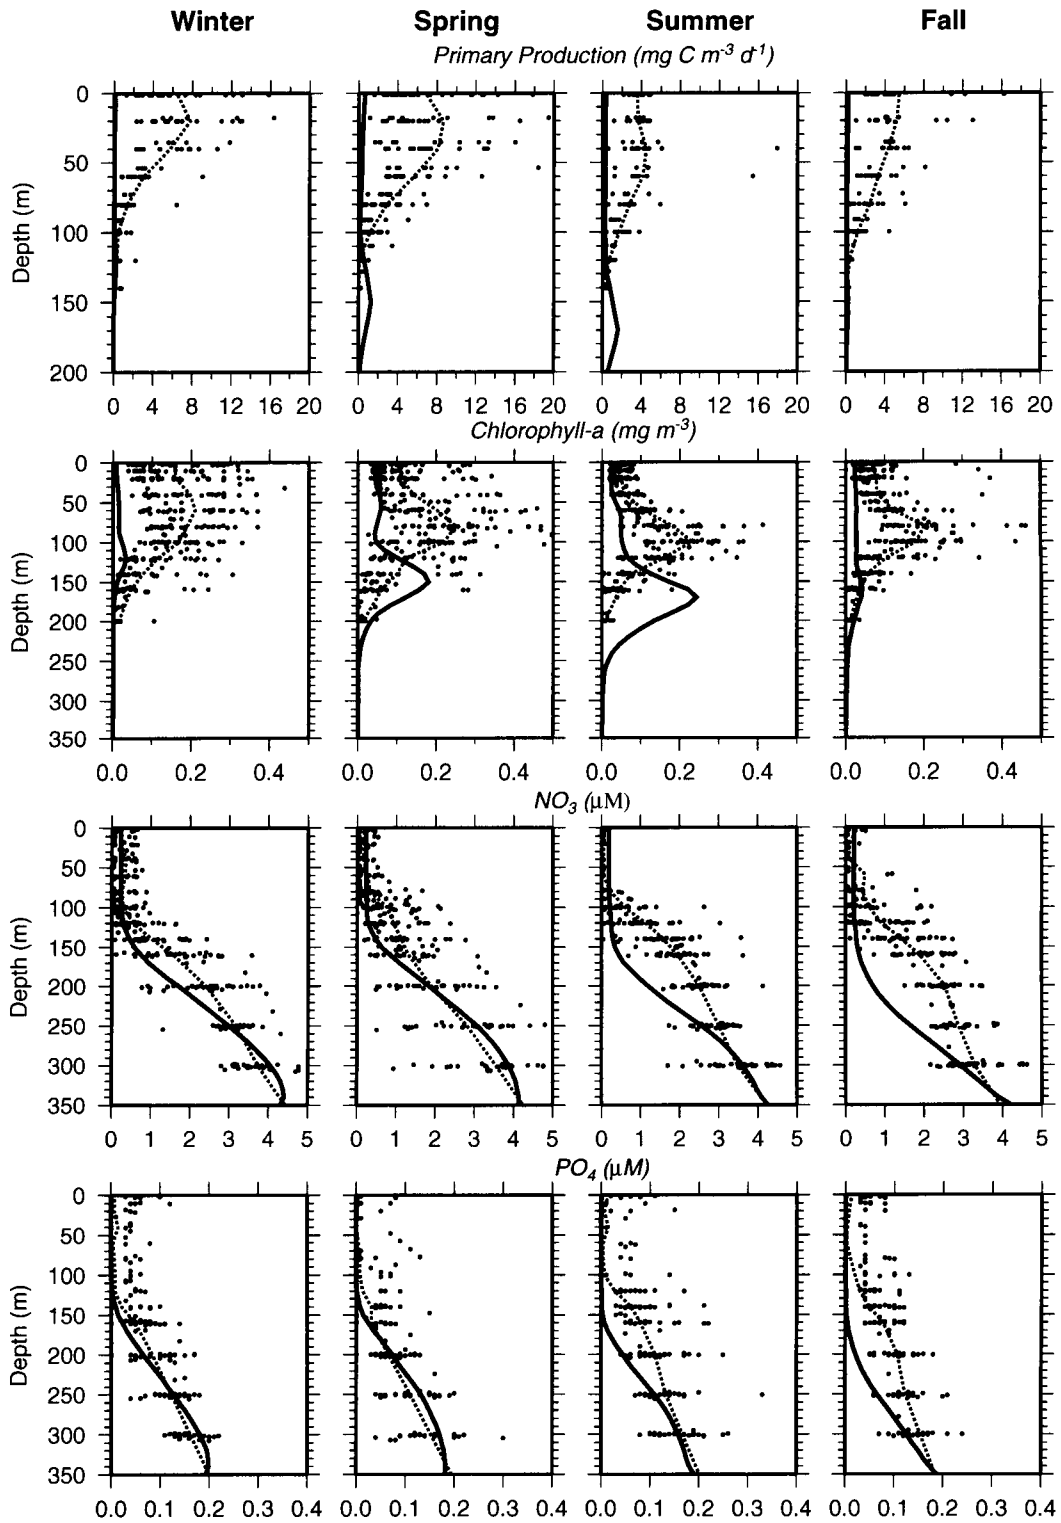 Winter Spring Summer Fall
Primary Production (mg C m-3 d-1)
0
50
100
150
200
Depth (m)
0 4 8 12 16 20 0 4 8 12 16 20 0 4 8 12 16 20 0 4 8 12 16 20
Chlorophyll-a (mg m-3)
0
50
100
150
200
250
300
350
Depth (m)
0.0 0.2 0.4 0.0 0.2 0.4 0.0 0.2 0.4 0.0 0.2 0.4
NO3 (µM)
0
50
100
150
200
250
300
350
Depth (m)
0 1 2 3 4 5 0 1 2 3 4 5 0 1 2 3 4 5 0 1 2 3 4 5
PO4 (µM)
0
50
100
150
200
250
300
350
Depth (m)
0.0 0.1 0.2 0.3 0.4 0.0 0.1 0.2 0.3 0.4 0.0 0.1 0.2 0.3 0.4 0.0 0.1 0.2 0.3 0.4